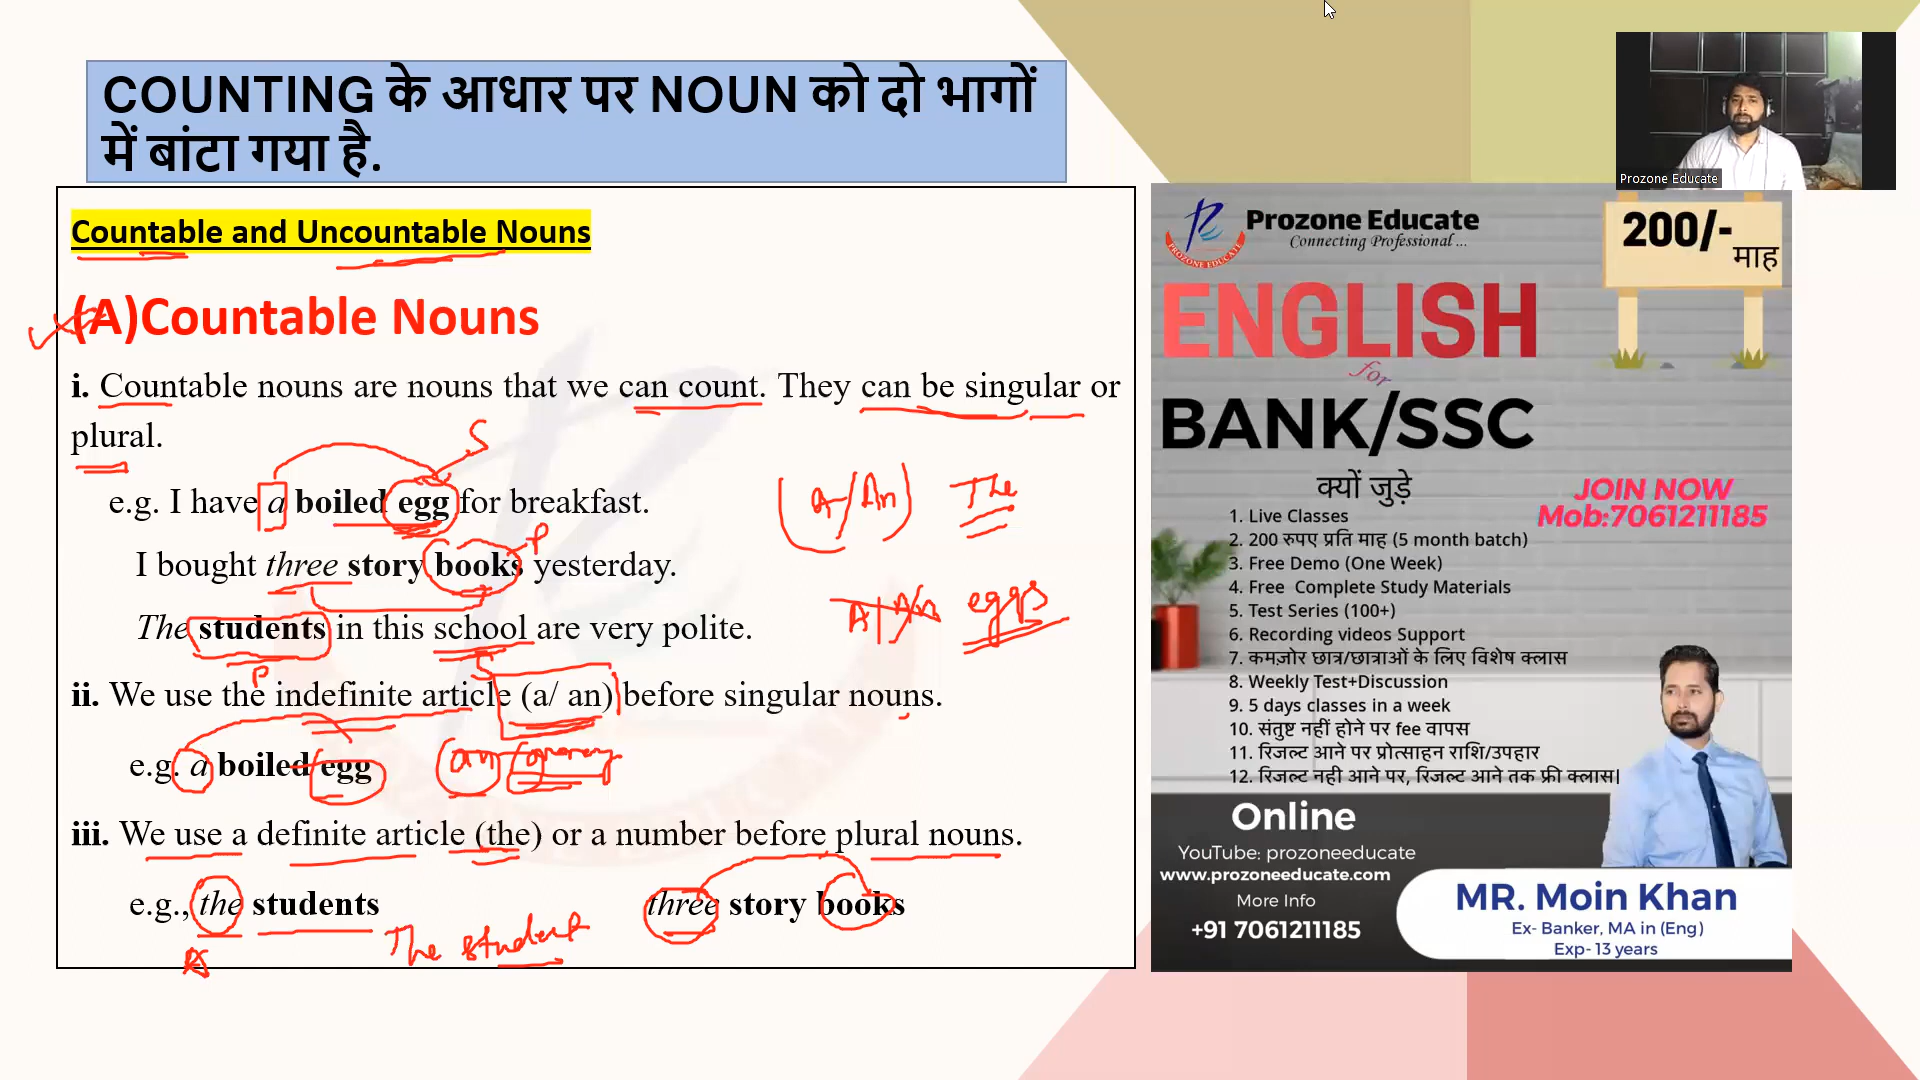 COUNTING के आधार पर NOUN को दो भागों
में बांटा गया है.
Countable and Uncountable Nouns
(A)Countable Nouns
i. Countable nouns are nouns that we can count. They can be singular or
plural.
S
e.g. I have a boiled egg for breakfast.
A/An) The
P
I bought three story books yesterday.
A/An eggs
The students in this school are very polite.
P
S
ii. We use the indefinite article (a/ an) before singular nouns.
e.g. a boiled egg
an
iii. We use a definite article (the) or a number before plural nouns.
e.g., the students three story books
The student
Prozone Educate
Prozone Educate
Connecting Professional...
PROZONE EDUCATE
200/-
माह
ENGLISH
for
BANK/SSC
क्यों जुड़े
JOIN NOW
Mob:7061211185
1. Live Classes
2. 200 रुपए प्रति माह (5 month batch)
3. Free Demo (One Week)
4. Free Complete Study Materials
5. Test Series (100+)
6. Recording videos Support
7. कमज़ोर छात्र/छात्राओं के लिए विशेष क्लास
8. Weekly Test+Discussion
9. 5 days classes in a week
10. संतुष्ट नहीं होने पर fee वापस
11. रिजल्ट आने पर प्रोत्साहन राशि/उपहार
12. रिजल्ट नही आने पर, रिजल्ट आने तक फ्री क्लास|
Online
YouTube: prozoneeducate
www.prozoneeducate.com
More Info
+91 7061211185
MR. Moin Khan
Ex- Banker, MA in (Eng)
Exp- 13 years